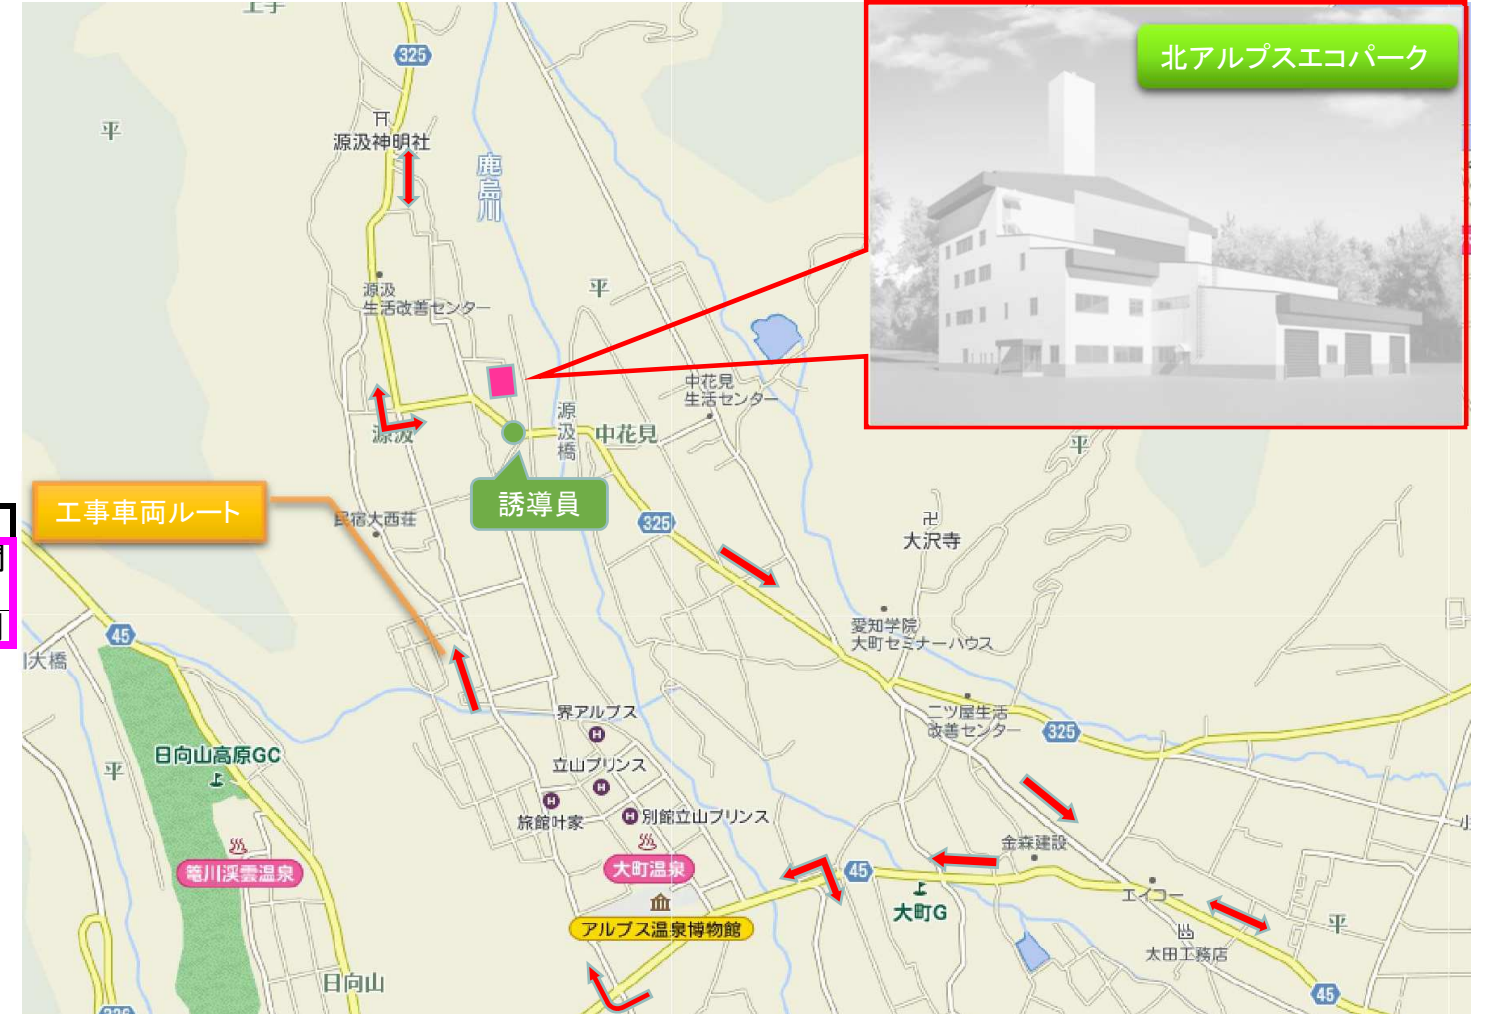 325
北アルプスエコパーク
平
源汲神明社
鹿島川
源汲
生活改善センター
平
中花見
生活センター
源汲
源汲橋
中花見
平
工事車両ルート
誘導員
民宿大西荘
325
大沢寺
45
愛知学院
大町セミナーハウス
大橋
界アルプス
二ツ屋生活
改善センター
325
日向山高原GC
平
立山プリンス
旅館叶家
別館立山プリンス
金森建設
篭川渓雲温泉
大町温泉
45
大町G
エイコー
アルプス温泉博物館
平
太田工務店
日向山
45